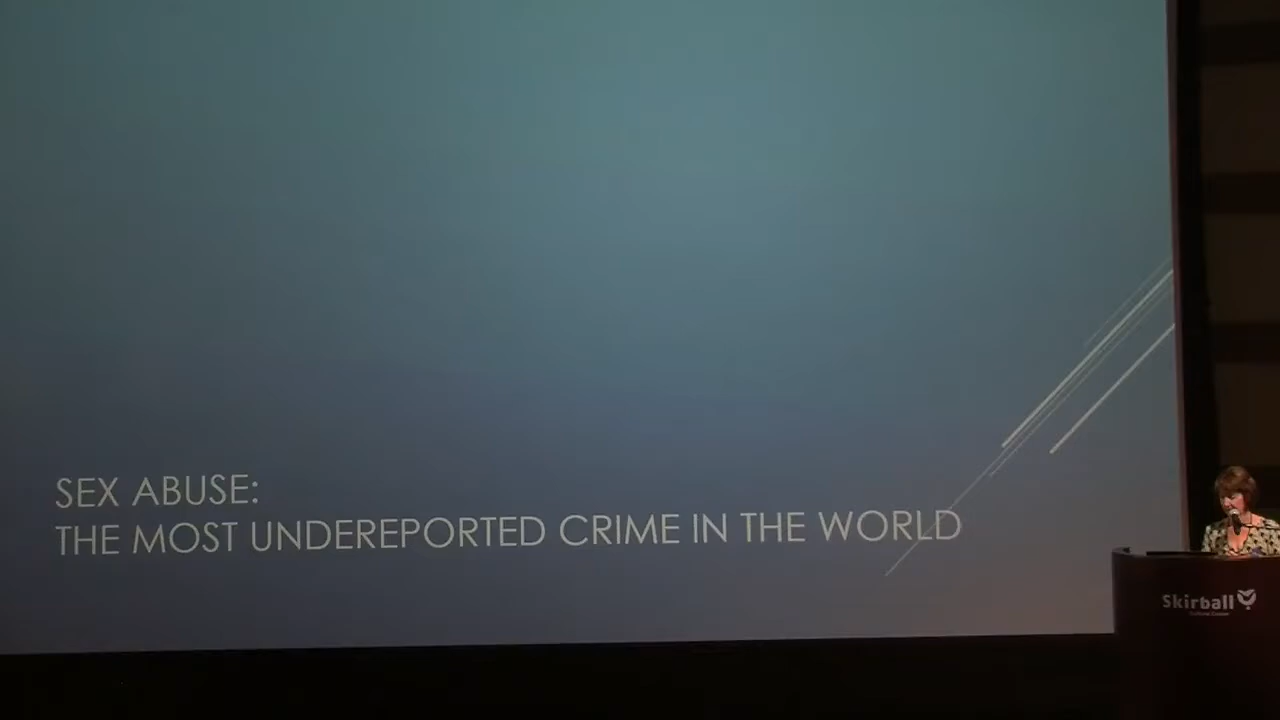 SEX ABUSE:
THE MOST UNDEREPORTED CRIME IN THE WORLD
Skirball